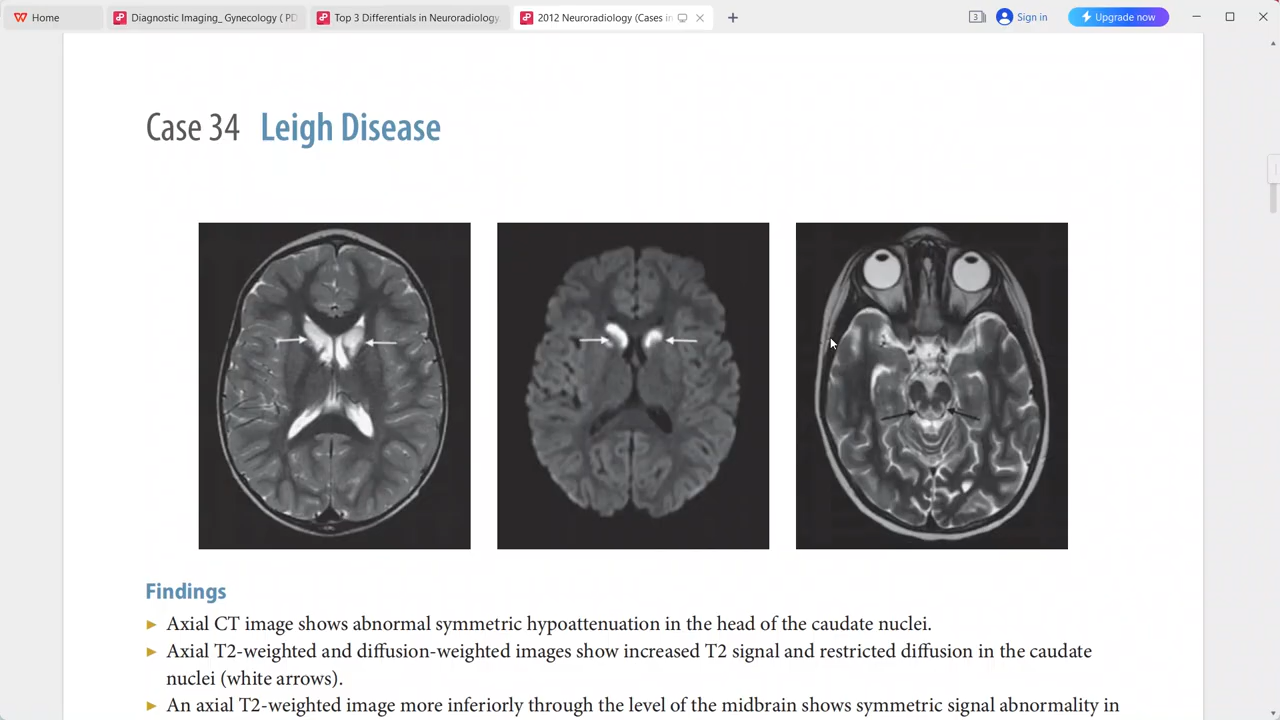 Home
Diagnostic Imaging_ Gynecology ( PD
Top 3 Differentials in Neuroradiology
2012 Neuroradiology (Cases in
3
Sign in
Upgrade now
Case 34 Leigh Disease
Findings
► Axial CT image shows abnormal symmetric hypoattenuation in the head of the caudate nuclei.
► Axial T2-weighted and diffusion-weighted images show increased T2 signal and restricted diffusion in the caudate
nuclei (white arrows).
► An axial T2-weighted image more inferiorly through the level of the midbrain shows symmetric signal abnormality in